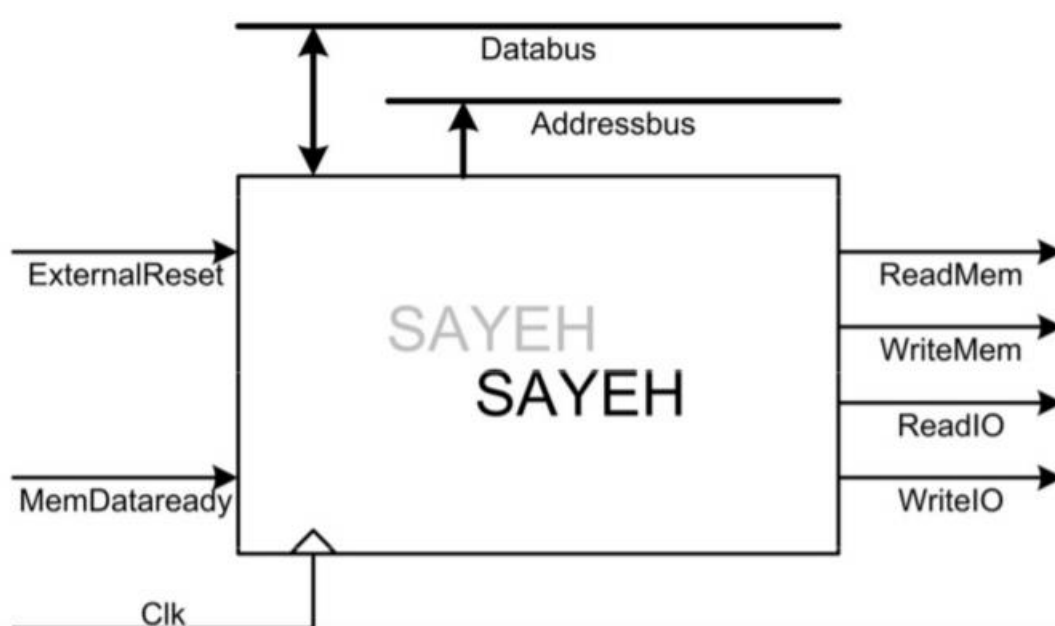 Databus
Addressbus
ExternalReset
ReadMem
SAYEH
WriteMem
SAYEH
ReadIO
MemDataready
WriteIO
Clk